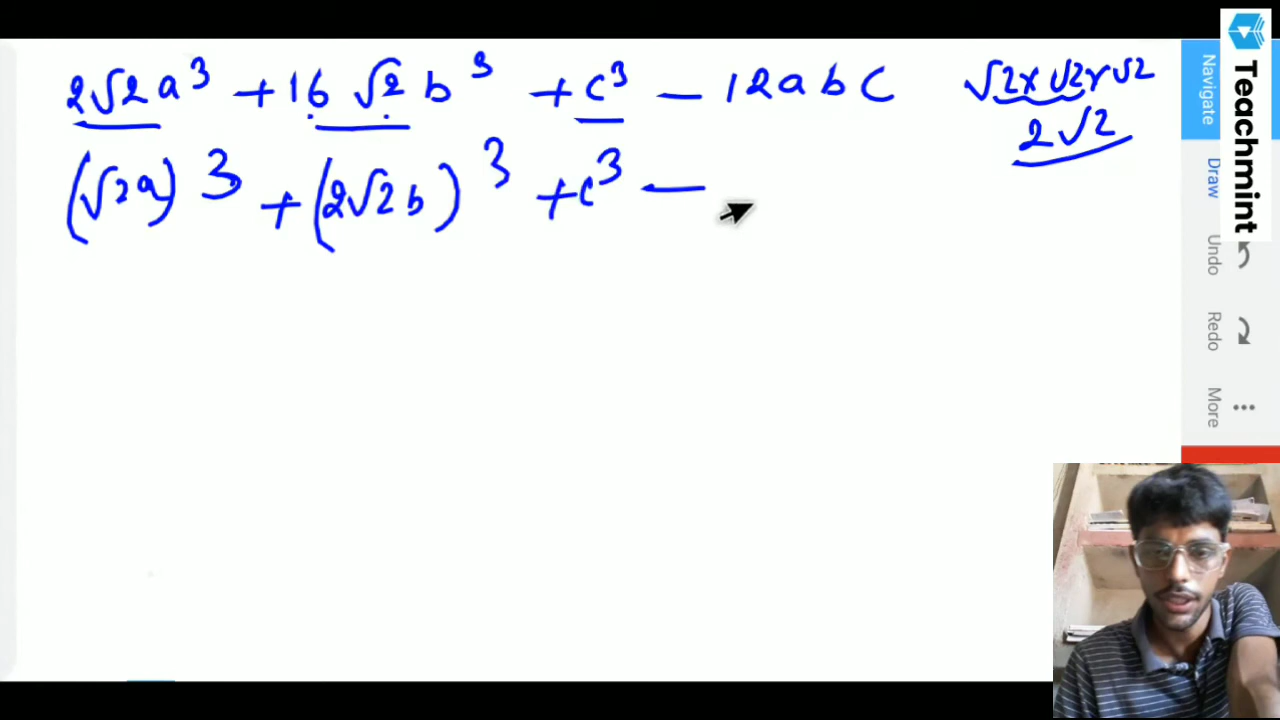 2√2a³ + 16√2b³ + c³ − 12abc
√2×√2×√2
2√2
(√2a)³ + (2√2b)³ + c³ −
Teachmint
Navigate
Draw
Undo
Redo
More